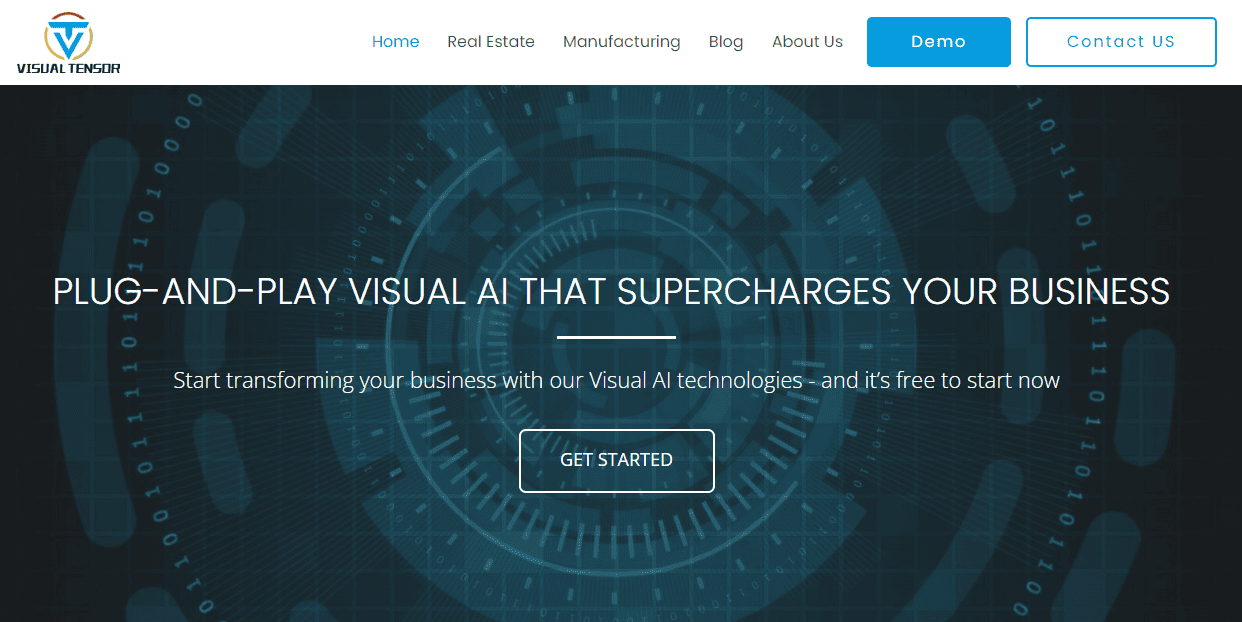 VISUAL TENSOR
Home Real Estate Manufacturing Blog About Us Demo Contact US
PLUG-AND-PLAY VISUAL AI THAT SUPERCHARGES YOUR BUSINESS
Start transforming your business with our Visual AI technologies - and it’s free to start now
GET STARTED